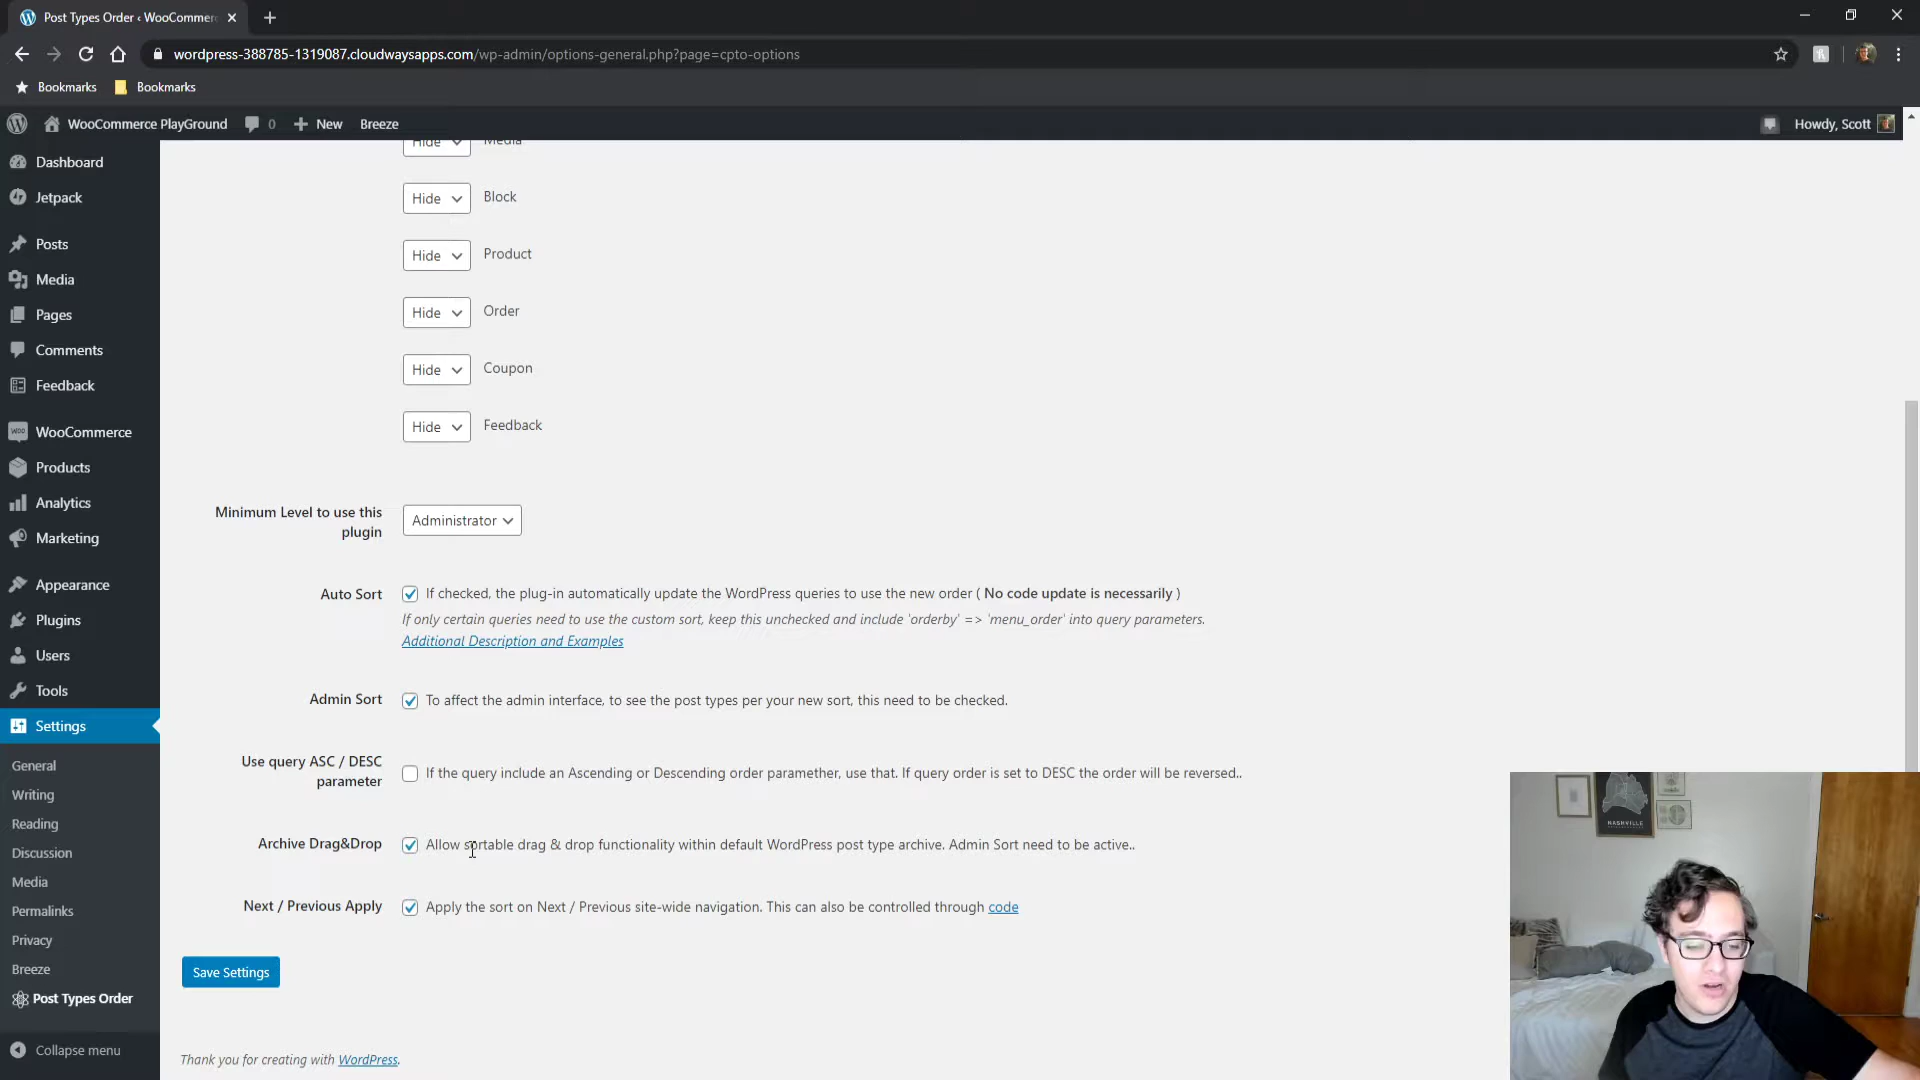 Post Types Order ‹ WooCommer
wordpress-388785-1319087.cloudwaysapps.com/wp-admin/options-general.php?page=cpto-options
Bookmarks
Bookmarks
WooCommerce PlayGround
0
New
Breeze
Howdy, Scott
Dashboard
Jetpack
Posts
Media
Pages
Comments
Feedback
WooCommerce
Products
Analytics
Marketing
Appearance
Plugins
Users
Tools
Settings
General
Writing
Reading
Discussion
Media
Permalinks
Privacy
Breeze
Post Types Order
Collapse menu
Hide Media
Hide Block
Hide Product
Hide Order
Hide Coupon
Hide Feedback
Minimum Level to use this
plugin
Administrator
Auto Sort
If checked, the plug-in automatically update the WordPress queries to use the new order ( No code update is necessarily )
If only certain queries need to use the custom sort, keep this unchecked and include 'orderby' => 'menu_order' into query parameters.
Additional Description and Examples
Admin Sort
To affect the admin interface, to see the post types per your new sort, this need to be checked.
Use query ASC / DESC
parameter
If the query include an Ascending or Descending order paramether, use that. If query order is set to DESC the order will be reversed..
Archive Drag&Drop
Allow sortable drag & drop functionality within default WordPress post type archive. Admin Sort need to be active..
Next / Previous Apply
Apply the sort on Next / Previous site-wide navigation. This can also be controlled through code
Save Settings
Thank you for creating with WordPress.
NASHVILLE